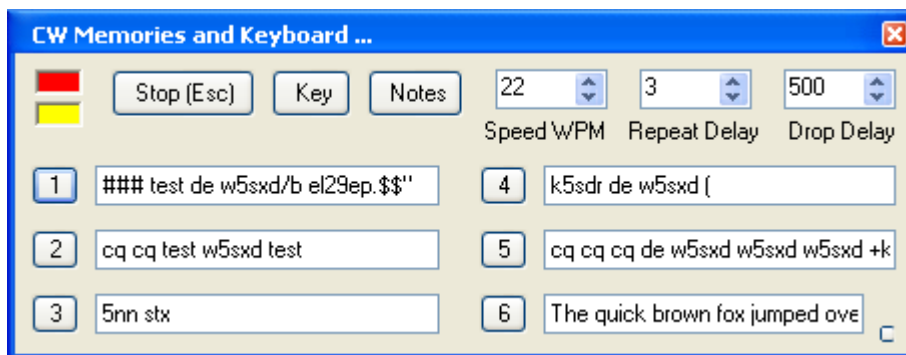 CW Memories and Keyboard ...
Stop (Esc) Key Notes 22 3 500
Speed WPM Repeat Delay Drop Delay
1 ### test de w5sxd/b el29ep.$$" 4 k5sdr de w5sxd (
2 cq cq test w5sxd test 5 cq cq cq de w5sxd w5sxd w5sxd +k
3 5nn stx 6 The quick brown fox jumped ove